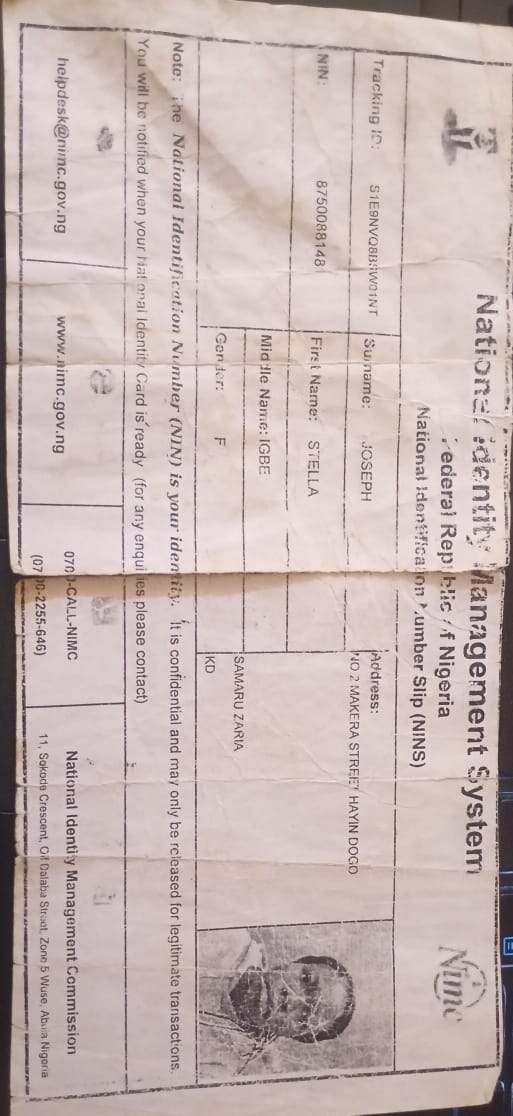 National Identity Management System
Federal Republic of Nigeria
National Identification Number Slip (NINS)
Nimc
Tracking ID: Surname: JOSEPH
Address:
NO 2 MAKERA STREET HAYIN DOGO
NIN: First Name: STELLA
Middle Name: IGBE
SAMARU ZARIA
Gender: F
KD
Note: The National Identification Number (NIN) is your identity. It is confidential and may only be released for legitimate transactions.
You will be notified when your National Identity Card is ready (for any enquiries please contact)
helpdesk@nimc.gov.ng
www.nimc.gov.ng
0700-CALL-NIMC
(0700-2255-646)
National Identity Management Commission
11, Sokode Crescent, Off Dalaba Street, Zone 5 Wuse, Abuja Nigeria